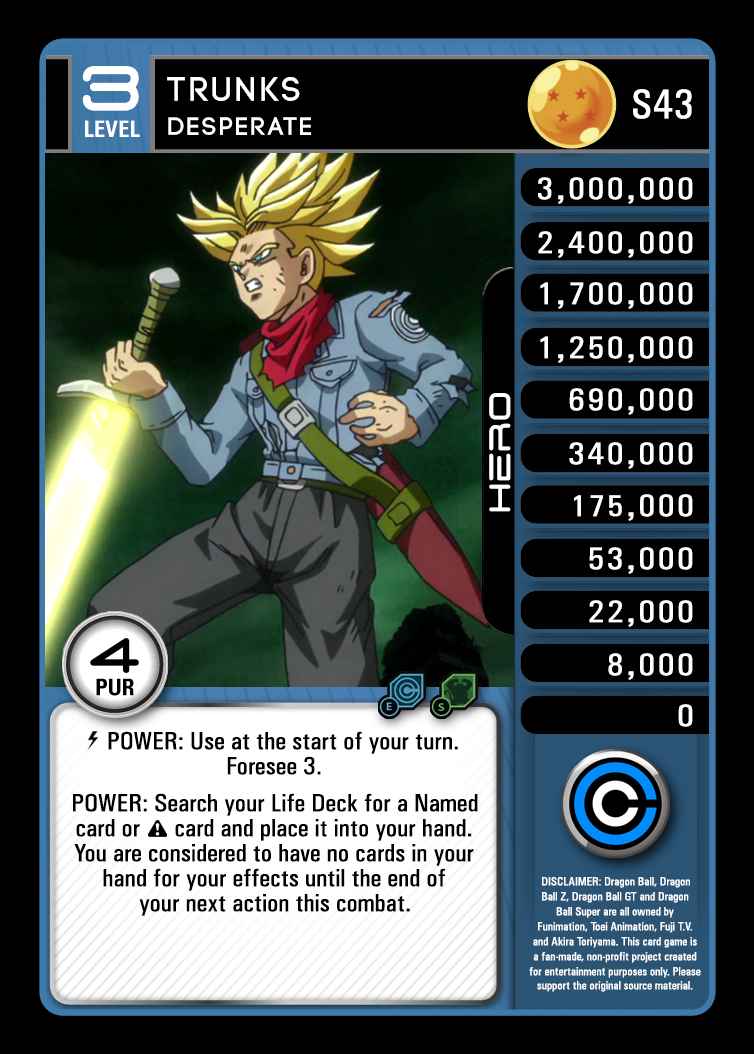 3
LEVEL
TRUNKS
DESPERATE
S43
3,000,000
2,400,000
1,700,000
1,250,000
690,000
340,000
175,000
53,000
22,000
8,000
0
HERO
4
PUR
E
S
POWER: Use at the start of your turn.
Foresee 3.
POWER: Search your Life Deck for a Named
card or card and place it into your hand.
You are considered to have no cards in your
hand for your effects until the end of
your next action this combat.
DISCLAIMER: Dragon Ball, Dragon
Ball Z, Dragon Ball GT and Dragon
Ball Super are all owned by
Funimation, Toei Animation, Fuji T.V.
and Akira Toriyama. This card game is
a fan-made, non-profit project created
for entertainment purposes only. Please
support the original source material.